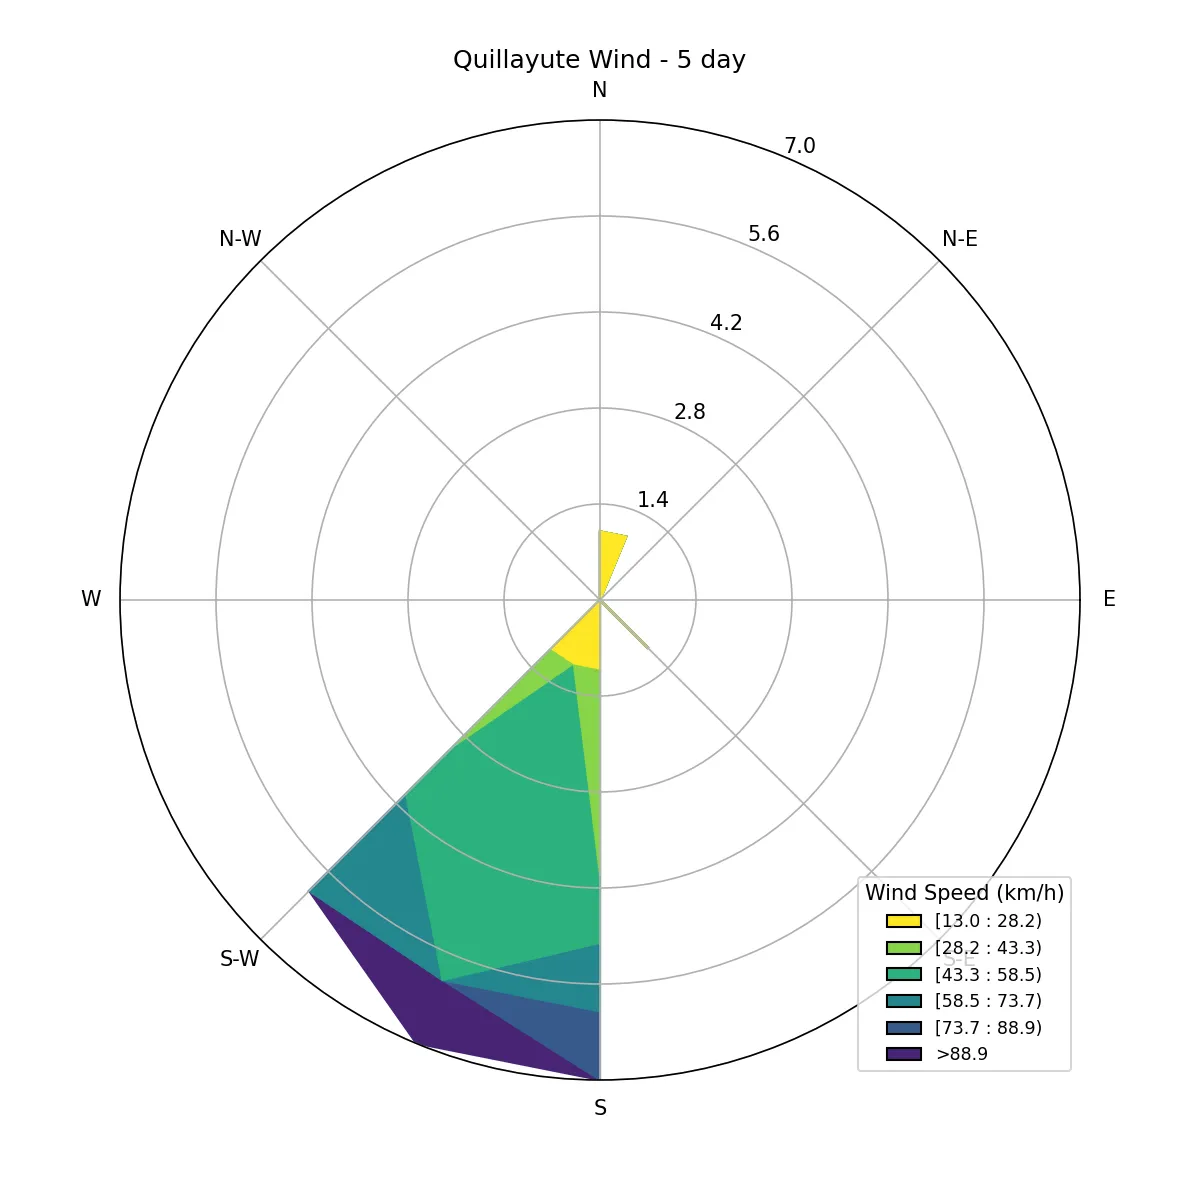 Quillayute Wind - 5 day
N
7.0
N-W
5.6
N-E
4.2
2.8
1.4
W
E
S-W
S-E
Wind Speed (km/h)
[13.0 : 28.2)
[28.2 : 43.3)
[43.3 : 58.5)
[58.5 : 73.7)
[73.7 : 88.9)
>88.9
S